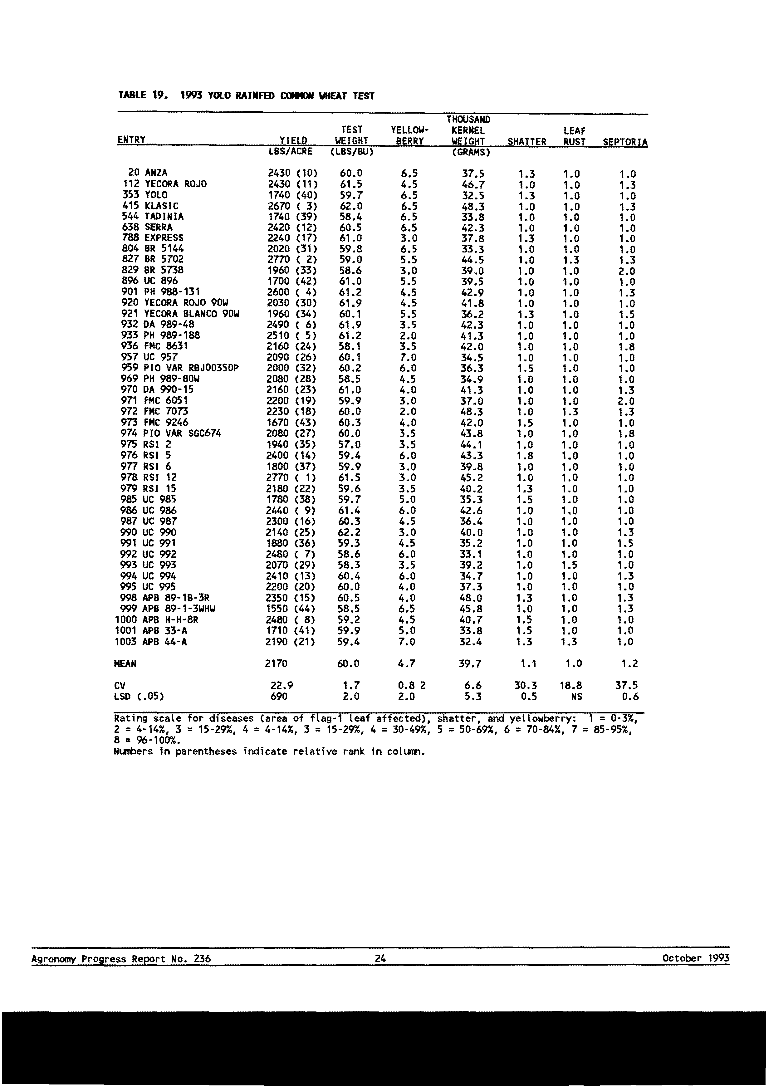 TABLE 19. 1993 YOLO RAINFED COMMON WHEAT TEST
THOUSAND
TEST YELLOW- KERNEL LEAF
ENTRY YIELD WEIGHT BERRY WEIGHT SHATTER RUST SEPTORIA
LBS/ACRE (LBS/BU) (GRAMS)
20 ANZA 2430 (10) 60.0 6.5 37.5 1.3 1.0 1.0
112 YECORA ROJO 2430 (11) 61.5 4.5 46.7 1.0 1.0 1.3
353 YOLO 1740 (40) 59.7 6.5 32.5 1.3 1.0 1.0
415 KLASIC 2670 ( 3) 62.0 6.5 48.3 1.0 1.0 1.3
544 TADINIA 1740 (39) 58.4 6.5 33.8 1.0 1.0 1.0
638 SERRA 2420 (12) 60.5 6.5 42.3 1.0 1.0 1.0
788 EXPRESS 2240 (17) 61.0 3.0 37.8 1.3 1.0 1.0
804 BR 5144 2020 (31) 59.8 6.5 33.3 1.0 1.0 1.0
827 BR 5702 2770 ( 2) 59.0 5.5 44.5 1.0 1.3 1.3
829 BR 5738 1960 (33) 58.6 3.0 39.0 1.0 1.0 2.0
896 UC 896 1700 (42) 61.0 5.5 39.5 1.0 1.0 1.0
901 PH 988-131 2600 ( 4) 61.2 4.5 42.9 1.0 1.0 1.3
920 YECORA ROJO 90W 2030 (30) 61.9 4.5 41.8 1.0 1.0 1.0
921 YECORA BLANCO 90W 1960 (34) 60.1 5.5 36.2 1.3 1.0 1.5
932 DA 989-48 2490 ( 6) 61.9 3.5 42.3 1.0 1.0 1.0
933 PH 989-188 2510 ( 5) 61.2 2.0 41.3 1.0 1.0 1.0
936 FMC 8631 2160 (24) 58.1 3.5 42.0 1.0 1.0 1.8
957 UC 957 2090 (26) 60.1 7.0 34.5 1.0 1.0 1.0
959 PIO VAR RBJ00350P 2000 (32) 60.2 6.0 36.3 1.5 1.0 1.0
969 PH 989-80W 2080 (28) 58.5 4.5 34.9 1.0 1.0 1.0
970 DA 990-15 2160 (23) 61.0 4.0 41.3 1.0 1.0 1.3
971 FMC 6051 2200 (19) 59.9 3.0 37.0 1.0 1.0 2.0
972 FMC 7073 2230 (18) 60.0 2.0 48.3 1.0 1.3 1.3
973 FMC 9246 1670 (43) 60.3 4.0 42.0 1.5 1.0 1.0
974 PIO VAR SGC674 2080 (27) 60.0 3.5 43.8 1.0 1.0 1.8
975 RSI 2 1940 (35) 57.0 3.5 44.1 1.0 1.0 1.0
976 RSI 5 2400 (14) 59.4 6.0 43.3 1.8 1.0 1.0
977 RSI 6 1800 (37) 59.9 3.0 39.8 1.0 1.0 1.0
978 RSI 12 2770 ( 1) 61.5 3.0 45.2 1.0 1.0 1.0
979 RSI 15 2180 (22) 59.6 3.5 40.2 1.3 1.0 1.0
985 UC 985 1780 (38) 59.7 5.0 35.3 1.5 1.0 1.0
986 UC 986 2440 ( 9) 61.4 6.0 42.6 1.0 1.0 1.0
987 UC 987 2300 (16) 60.3 4.5 36.4 1.0 1.0 1.0
990 UC 990 2140 (25) 62.2 3.0 40.0 1.0 1.0 1.3
991 UC 991 1880 (36) 59.3 4.5 35.2 1.0 1.0 1.5
992 UC 992 2480 ( 7) 58.6 6.0 33.1 1.0 1.0 1.0
993 UC 993 2070 (29) 58.3 3.5 39.2 1.0 1.5 1.0
994 UC 994 2410 (13) 60.4 6.0 34.7 1.0 1.0 1.3
995 UC 995 2200 (20) 60.0 4.0 37.3 1.0 1.0 1.0
998 APB 89-1B-3R 2350 (15) 60.5 4.0 48.0 1.3 1.0 1.3
999 APB 89-1-3WHW 1550 (44) 58.5 6.5 45.8 1.0 1.0 1.3
1000 APB H-H-8R 2480 ( 8) 59.2 4.5 40.7 1.5 1.0 1.0
1001 APB 33-A 1710 (41) 59.9 5.0 33.8 1.5 1.0 1.0
1003 APB 44-A 2190 (21) 59.4 7.0 32.4 1.3 1.3 1.0
MEAN 2170 60.0 4.7 39.7 1.1 1.0 1.2
CV 22.9 1.7 0.8 2 6.6 30.3 18.8 37.5
LSD (.05) 690 2.0 2.0 5.3 0.5 NS 0.6
Rating scale for diseases (area of flag-1 leaf affected), shatter, and yellowberry: 1 = 0-3%,
2 = 4-14%, 3 = 15-29%, 4 = 4-14%, 3 = 15-29%, 4 = 30-49%, 5 = 50-69%, 6 = 70-84%, 7 = 85-95%,
8 = 96-100%.
Numbers in parentheses indicate relative rank in column.
Agronomy Progress Report No. 236 24 October 1993